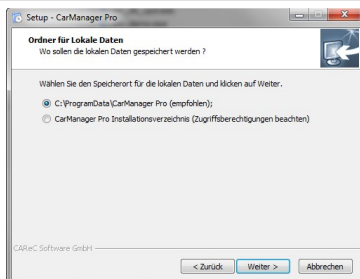 Setup - CarManager Pro
Ordner für Lokale Daten
Wo sollen die lokalen Daten gespeichert werden ?
Wählen Sie den Speicherort für die lokalen Daten und klicken auf Weiter.
C:\ProgramData\CarManager Pro (empfohlen);
CarManager Pro Installationsverzeichnis (Zugriffsberechtigungen beachten)
CAReC Software GmbH
< Zurück
Weiter >
Abbrechen